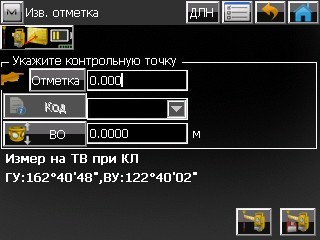 M Изв. отметка ДЛН
Укажите контрольную точку
Отметка 0.000
Код
ВО 0.0000 м
Измер на ТВ при КЛ
ГУ:162°40'48",ВУ:122°40'02"